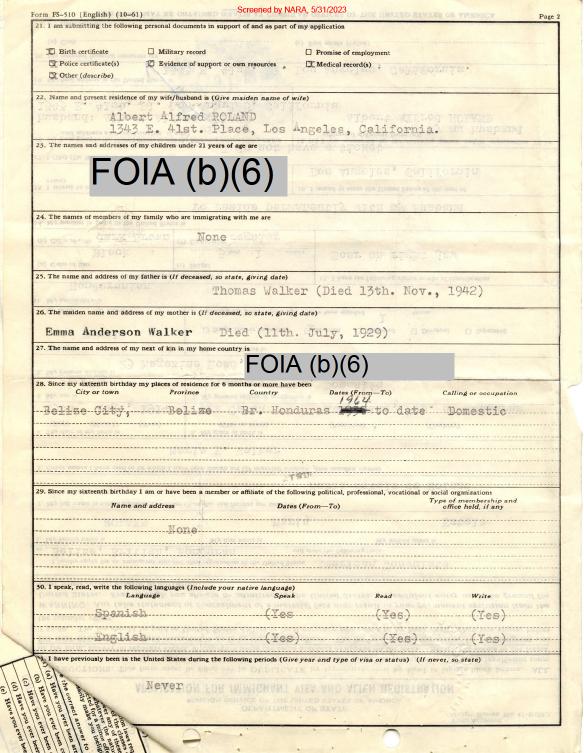 Screened by NARA, 5/31/2023
Form FS-510 (English) (10-61)
Page 2
21. I am submitting the following personal documents in support of and as part of my application
Birth certificate
Military record
Promise of employment
Police certificate(s)
Evidence of support or own resources
Medical record(s)
Other (describe)
22. Name and present residence of my wife/husband is (Give maiden name of wife)
Albert Alfred ROLAND
1343 E. 41st. Place, Los Angeles, California.
23. The names and addresses of my children under 21 years of age are
FOIA (b)(6)
24. The names of members of my family who are immigrating with me are
None
25. The name and address of my father is (If deceased, so state, giving date)
Thomas Walker (Died 13th. Nov., 1942)
26. The maiden name and address of my mother is (If deceased, so state, giving date)
Emma Anderson Walker Died (11th. July, 1929)
27. The name and address of my next of kin in my home country is
FOIA (b)(6)
28. Since my sixteenth birthday my places of residence for 6 months or more have been
City or town Province Country Dates (From—To) Calling or occupation
1964
Belize City, Belize Br. Honduras to date Domestic
29. Since my sixteenth birthday I am or have been a member or affiliate of the following political, professional, vocational or social organizations
Name and address Dates (From—To) Type of membership and office held, if any
None
30. I speak, read, write the following languages (Include your native language)
Language Speak Read Write
Spanish (Yes (Yes) (Yes)
English (Yes) (Yes) (Yes)
I have previously been in the United States during the following periods (Give year and type of visa or status) (If never, so state)
Never